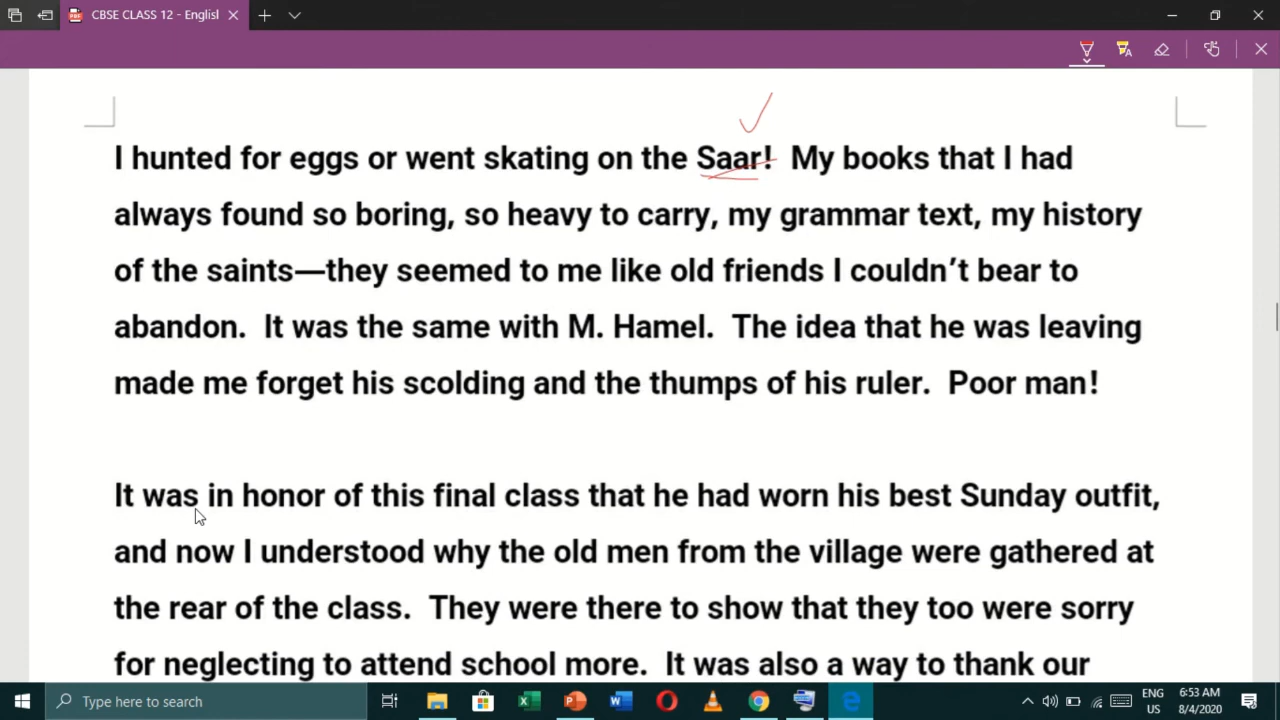 CBSE CLASS 12 - Englisl
I hunted for eggs or went skating on the Saar! My books that I had
always found so boring, so heavy to carry, my grammar text, my history
of the saints—they seemed to me like old friends I couldn’t bear to
abandon. It was the same with M. Hamel. The idea that he was leaving
made me forget his scolding and the thumps of his ruler. Poor man!
It was in honor of this final class that he had worn his best Sunday outfit,
and now I understood why the old men from the village were gathered at
the rear of the class. They were there to show that they too were sorry
for neglecting to attend school more. It was also a way to thank our
Type here to search
ENG
US
6:53 AM
8/4/2020